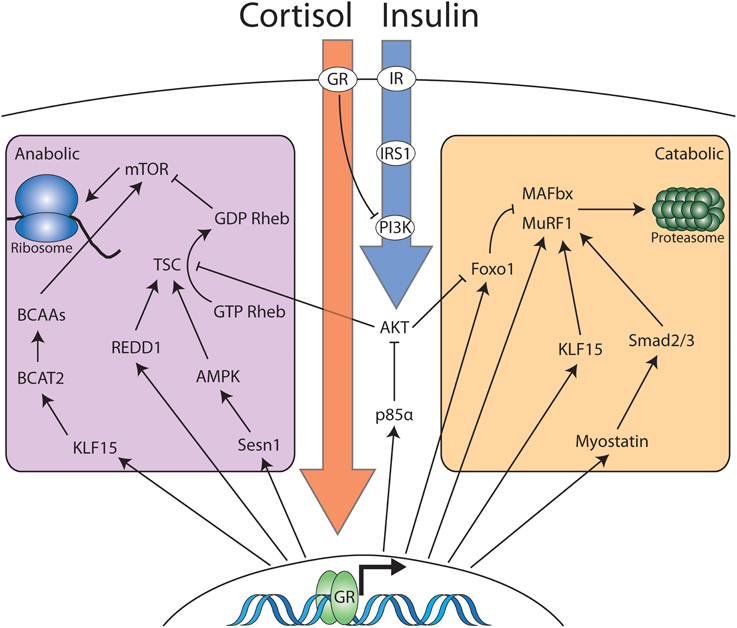 Cortisol Insulin
GR IR
Anabolic
IRS1
Catabolic
mTOR
MAFbx
GDP Rheb
PI3K
MuRF1
Ribosome
Proteasome
TSC
Foxo1
BCAAs
GTP Rheb
AKT
REDD1
KLF15
Smad2/3
BCAT2
AMPK
p85α
KLF15
Sesn1
Myostatin
GR